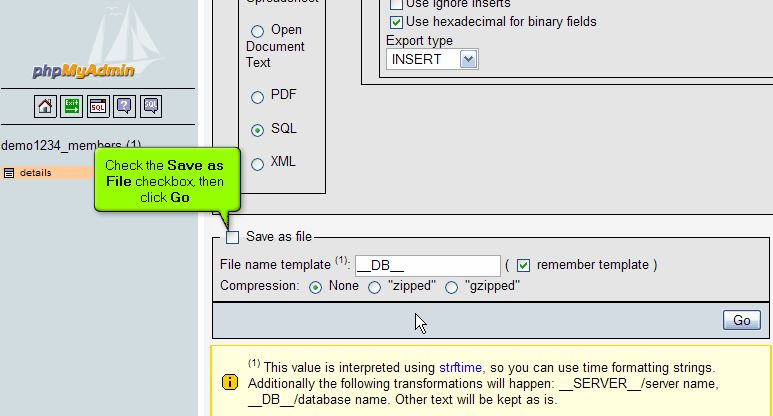 Spreadsheet
Use ignore inserts
Use hexadecimal for binary fields
Export type
INSERT
Open
Document
Text
PDF
SQL
XML
phpMyAdmin
Exit
SQL
?
SQL
demo1234_members (1)
details
Check the Save as
File checkbox, then
click Go
Save as file
File name template (1): __DB__ ( remember template )
Compression: None "zipped" "gzipped"
Go
(1) This value is interpreted using strftime, so you can use time formatting strings.
Additionally the following transformations will happen: __SERVER__/server name,
__DB__/database name. Other text will be kept as is.